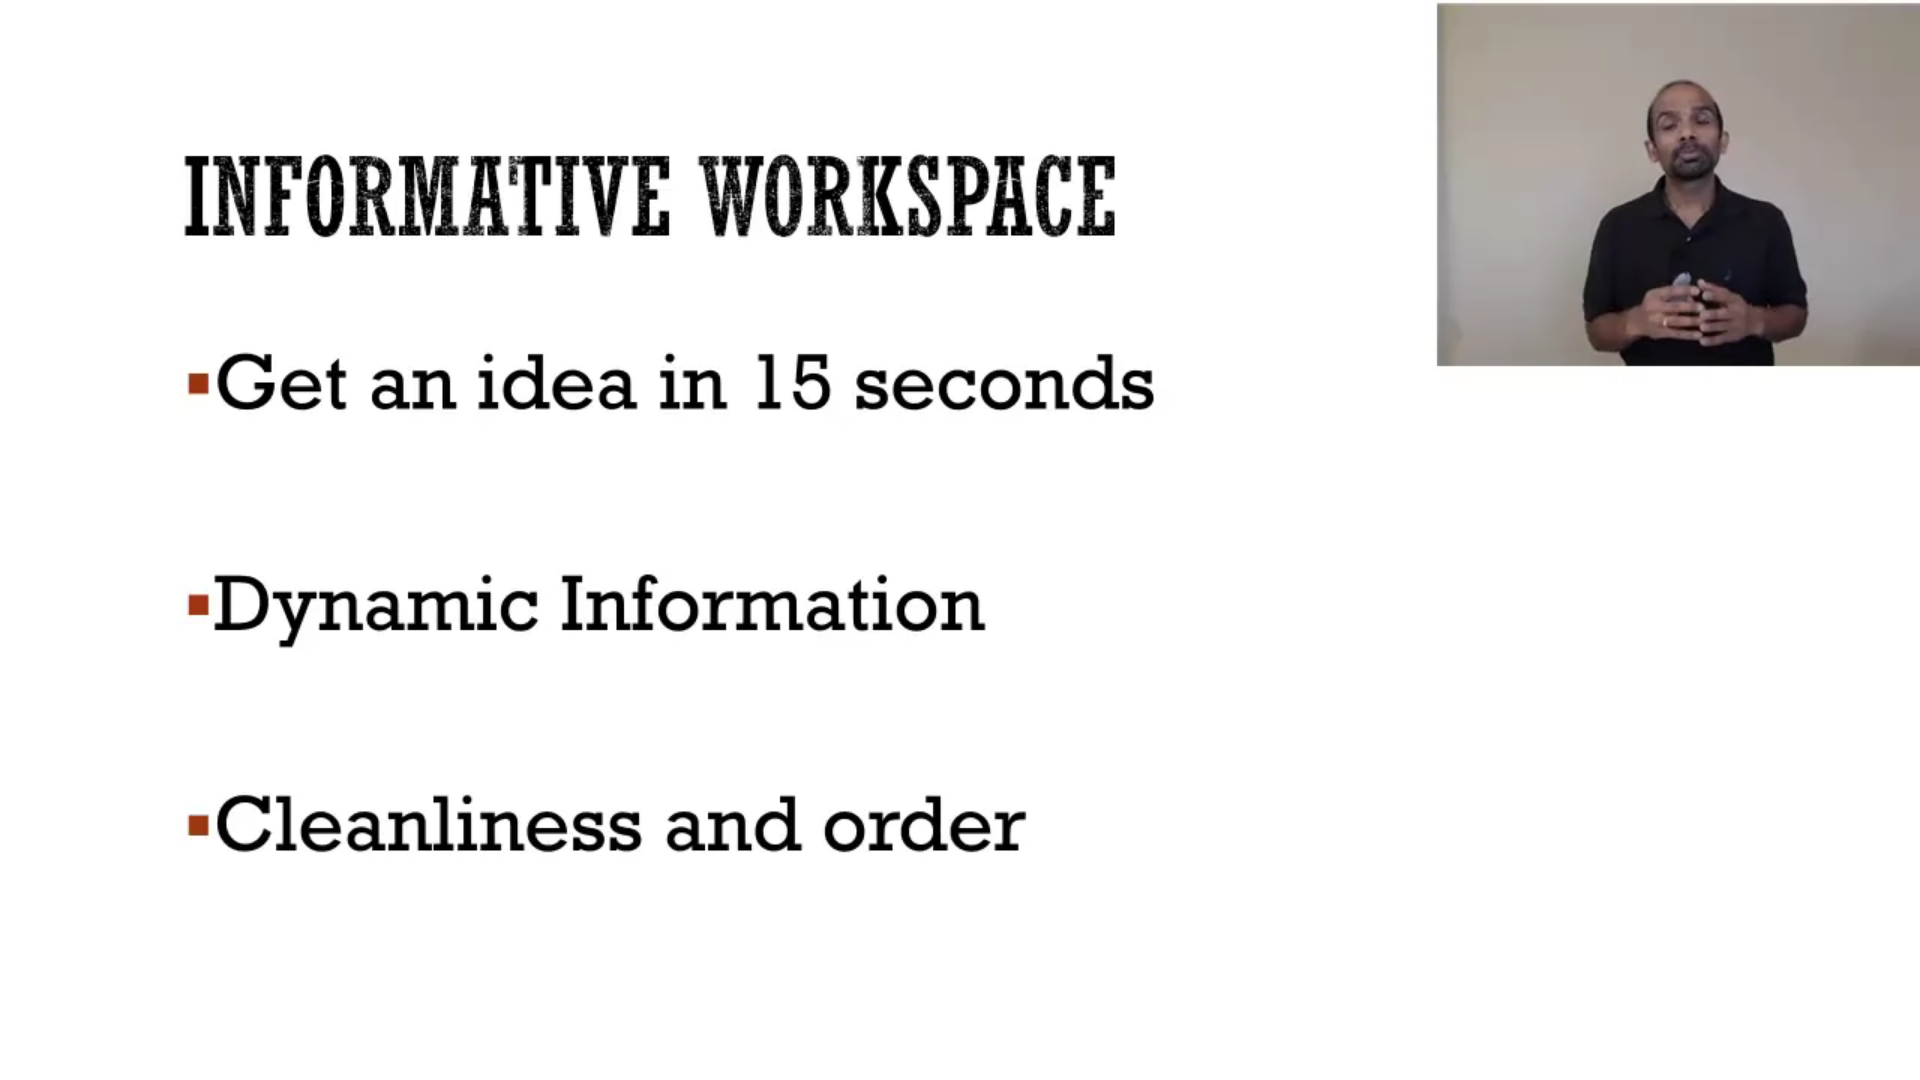 INFORMATIVE WORKSPACE
▪Get an idea in 15 seconds
▪Dynamic Information
▪Cleanliness and order